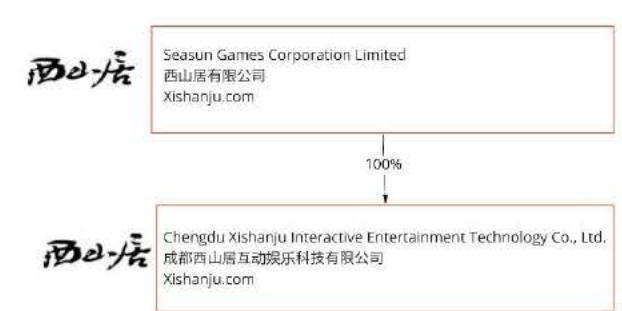 西山居
Seasun Games Corporation Limited
西山居有限公司
Xishanju.com
100%
西山居
Chengdu Xishanju Interactive Entertainment Technology Co., Ltd.
成都西山居互动娱乐科技有限公司
Xishanju.com